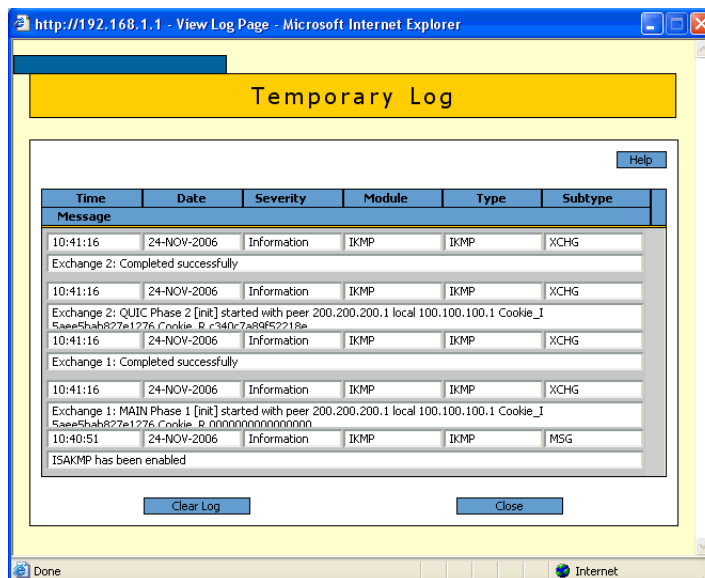 http://192.168.1.1 - View Log Page - Microsoft Internet Explorer
Temporary Log
Help
Time Date Severity Module Type Subtype
Message
10:41:16 24-NOV-2006 Information IKMP IKMP XCHG
Exchange 2: Completed successfully
10:41:16 24-NOV-2006 Information IKMP IKMP XCHG
Exchange 2: QUIC Phase 2 [init] started with peer 200.200.200.1 local 100.100.100.1 Cookie_I
5aee5bab827e1276 Cookie_R c340c7a89f52218e
10:41:16 24-NOV-2006 Information IKMP IKMP XCHG
Exchange 1: Completed successfully
10:41:16 24-NOV-2006 Information IKMP IKMP XCHG
Exchange 1: MAIN Phase 1 [init] started with peer 200.200.200.1 local 100.100.100.1 Cookie_I
5aee5bab827e1276 Cookie_R 0000000000000000
10:40:51 24-NOV-2006 Information IKMP IKMP MSG
ISAKMP has been enabled
Clear Log Close
Done Internet